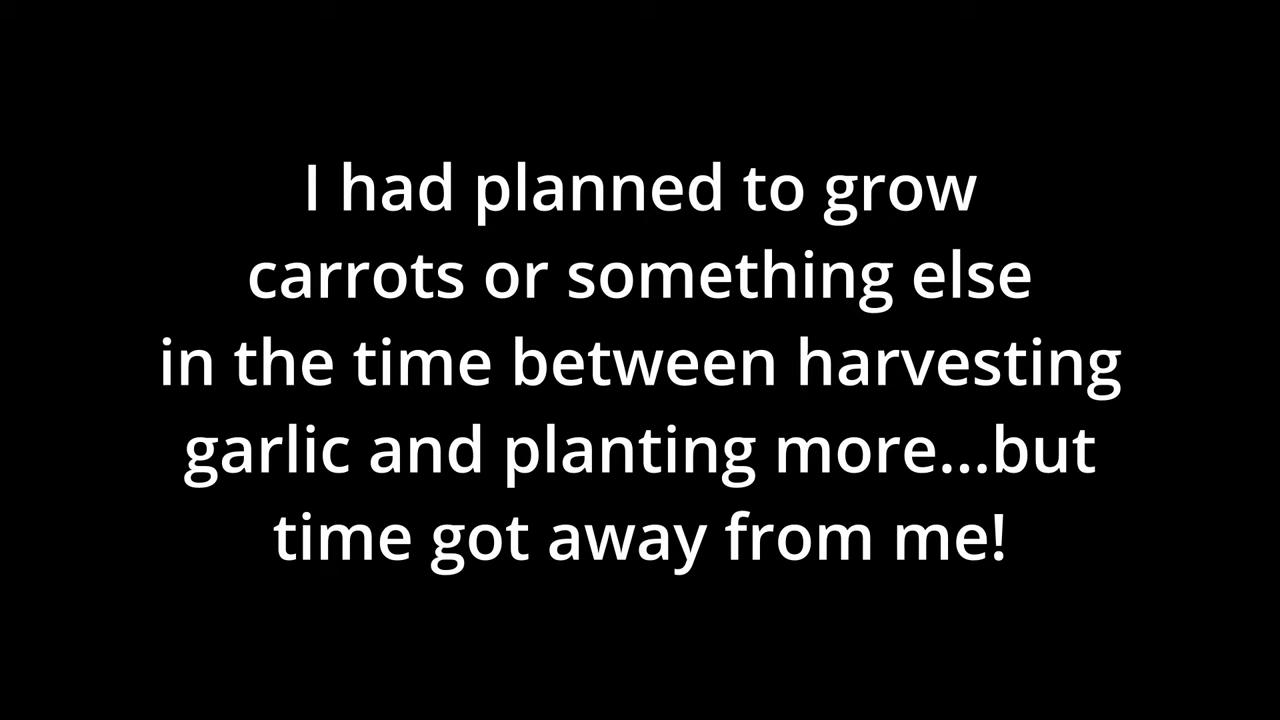 I had planned to grow
carrots or something else
in the time between harvesting
garlic and planting more...but
time got away from me!